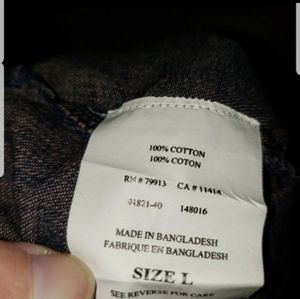 100% COTTON
100% COTON
RN # 79913 CA # 11414
148016
MADE IN BANGLADESH
FABRIQUE EN BANGLADESH
SIZE L
SEE REVERSE FOR CARE